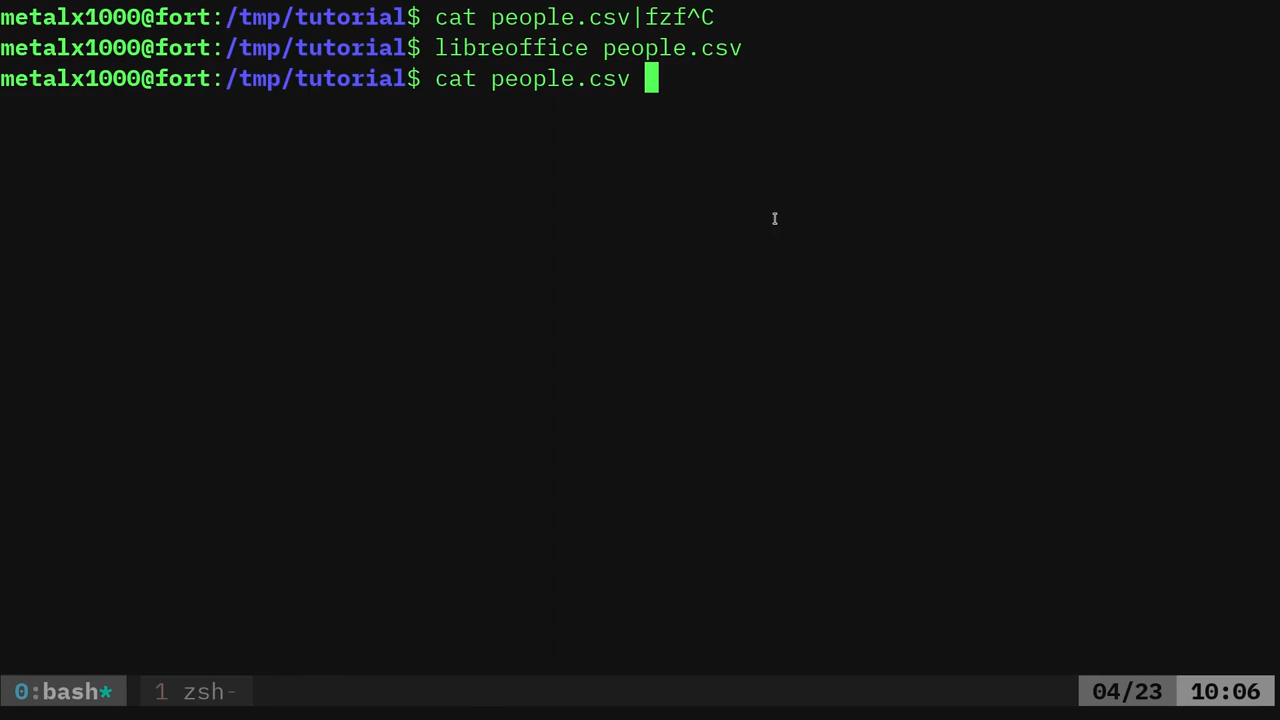 metalx1000@fort:/tmp/tutorial$ cat people.csv|fzf^C
metalx1000@fort:/tmp/tutorial$ libreoffice people.csv
metalx1000@fort:/tmp/tutorial$ cat people.csv
0:bash* 1 zsh- 04/23 10:06